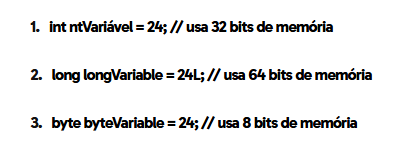 1. int ntVariável = 24; // usa 32 bits de memória
2. long longVariable = 24L; // usa 64 bits de memória
3. byte byteVariable = 24; // usa 8 bits de memória